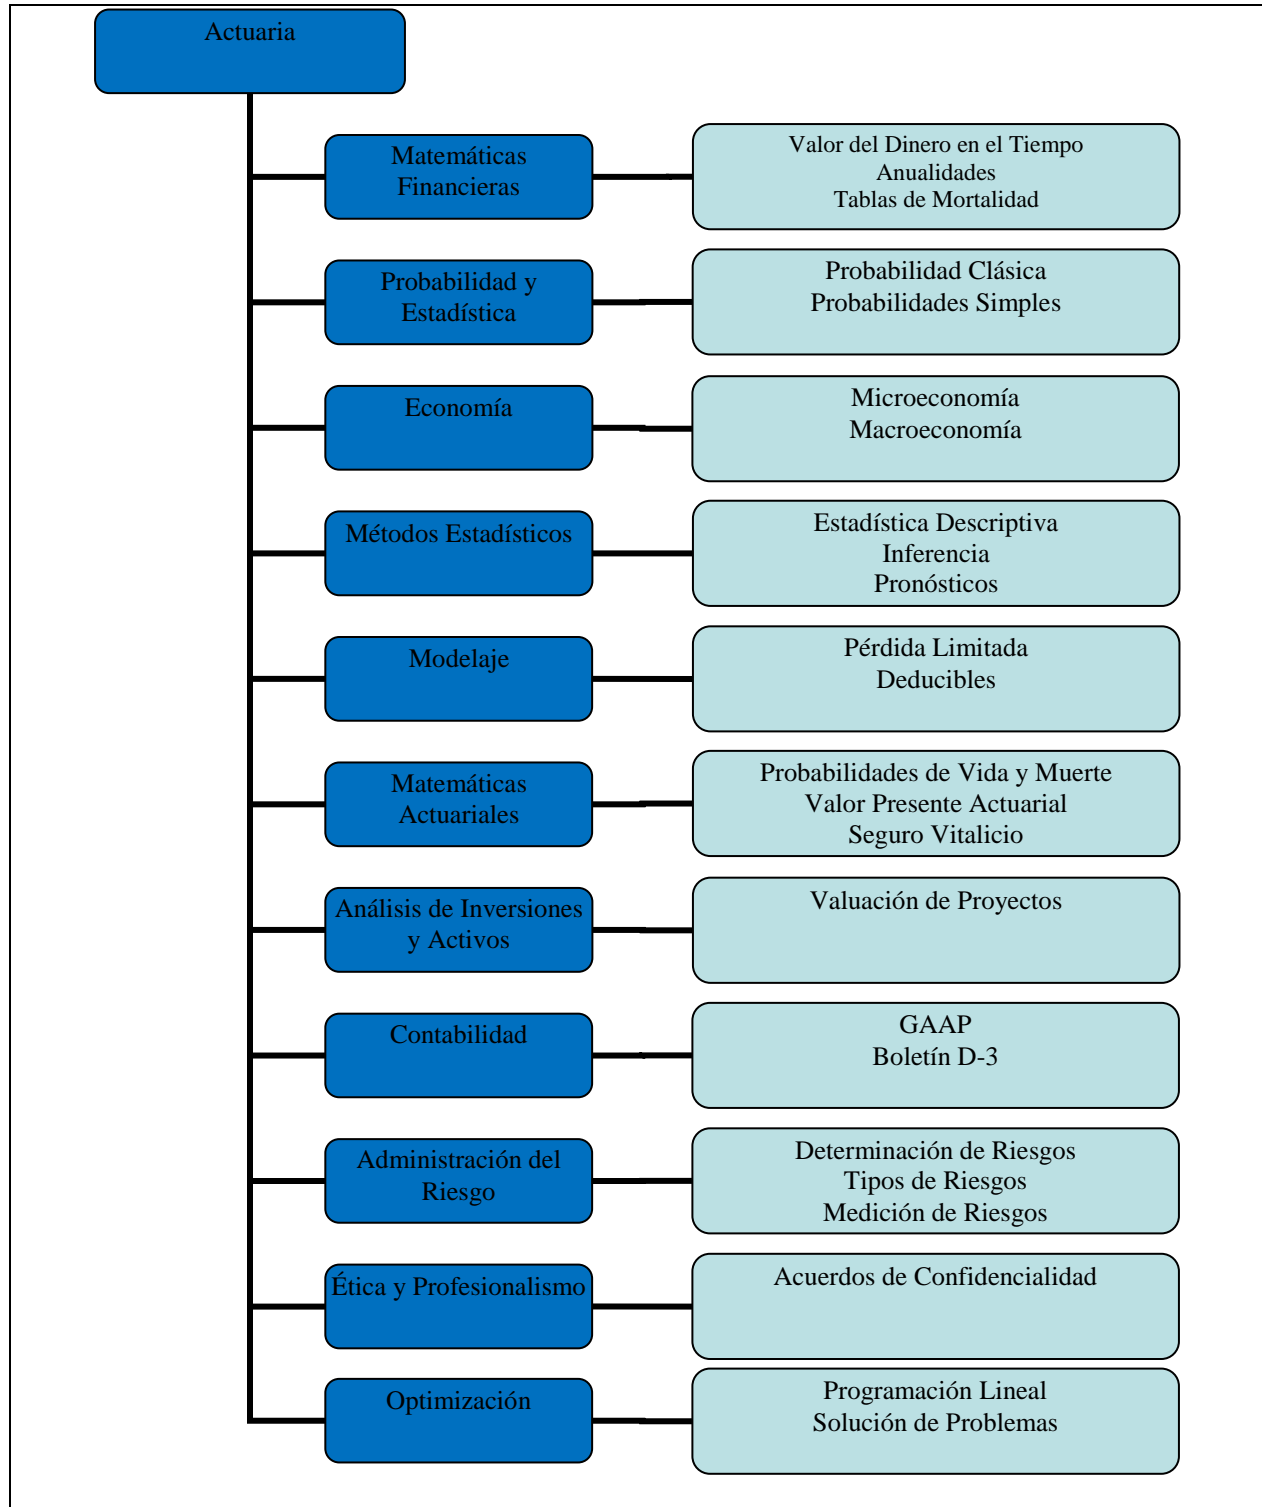 Actuaria
Matemáticas
Financieras
Valor del Dinero en el Tiempo
Anualidades
Tablas de Mortalidad
Probabilidad y
Estadística
Probabilidad Clásica
Probabilidades Simples
Economía
Microeconomía
Macroeconomía
Métodos Estadísticos
Estadística Descriptiva
Inferencia
Pronósticos
Modelaje
Pérdida Limitada
Deducibles
Matemáticas
Actuariales
Probabilidades de Vida y Muerte
Valor Presente Actuarial
Seguro Vitalicio
Análisis de Inversiones
y Activos
Valuación de Proyectos
Contabilidad
GAAP
Boletín D-3
Administración del
Riesgo
Determinación de Riesgos
Tipos de Riesgos
Medición de Riesgos
Ética y Profesionalismo
Acuerdos de Confidencialidad
Optimización
Programación Lineal
Solución de Problemas